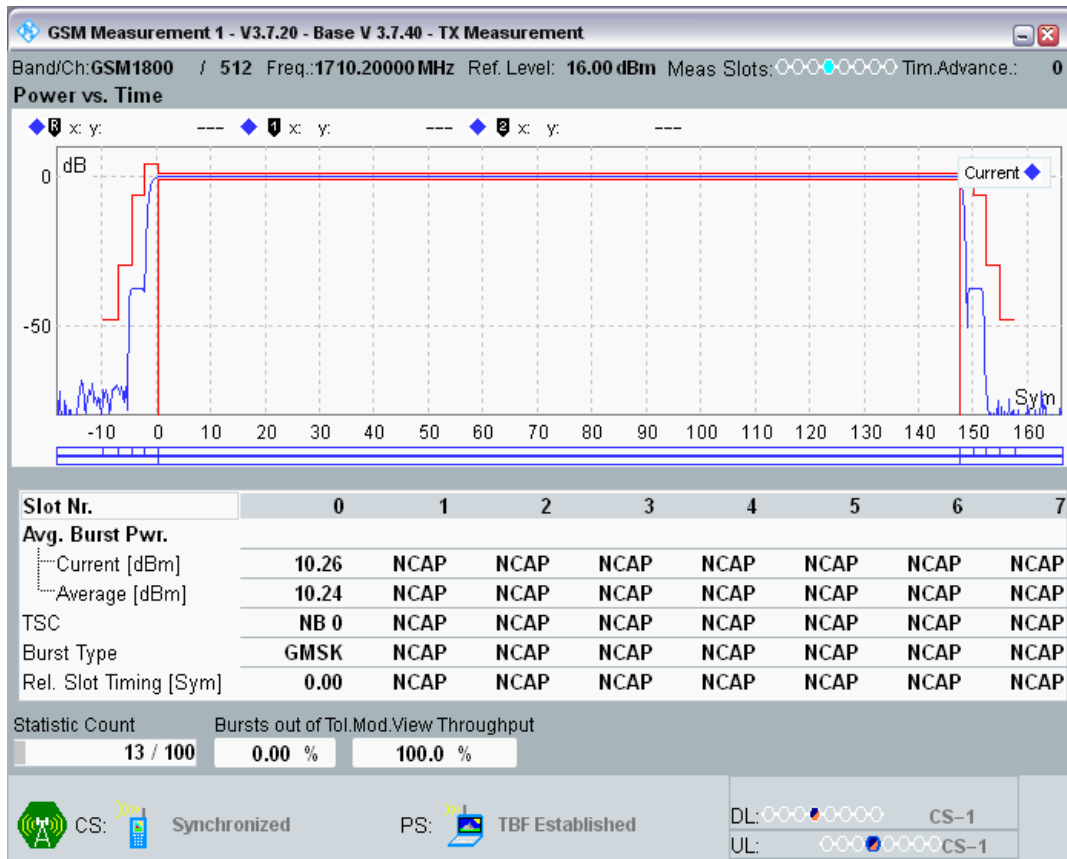 GSM Measurement 1 - V3.7.20 - Base V 3.7.40 - TX Measurement
Band/Ch:GSM1800 / 512 Freq.:1710.20000 MHz Ref. Level: 16.00 dBm Meas Slots: Tim.Advance.: 0
Power vs. Time
R x: y: --- 1 x: y: --- 2 x: y: ---
dB
Current
0
-50
Sym
-10 0 10 20 30 40 50 60 70 80 90 100 110 120 130 140 150 160
Slot Nr. 0 1 2 3 4 5 6 7
Avg. Burst Pwr.
Current [dBm] 10.26 NCAP NCAP NCAP NCAP NCAP NCAP NCAP
Average [dBm] 10.24 NCAP NCAP NCAP NCAP NCAP NCAP NCAP
TSC NB 0 NCAP NCAP NCAP NCAP NCAP NCAP NCAP
Burst Type GMSK NCAP NCAP NCAP NCAP NCAP NCAP NCAP
Rel. Slot Timing [Sym] 0.00 NCAP NCAP NCAP NCAP NCAP NCAP NCAP
Statistic Count Bursts out of Tol.Mod.View Throughput
13 / 100 0.00 % 100.0 %
CS: Synchronized PS: TBF Established
DL: CS-1
UL: CS-1